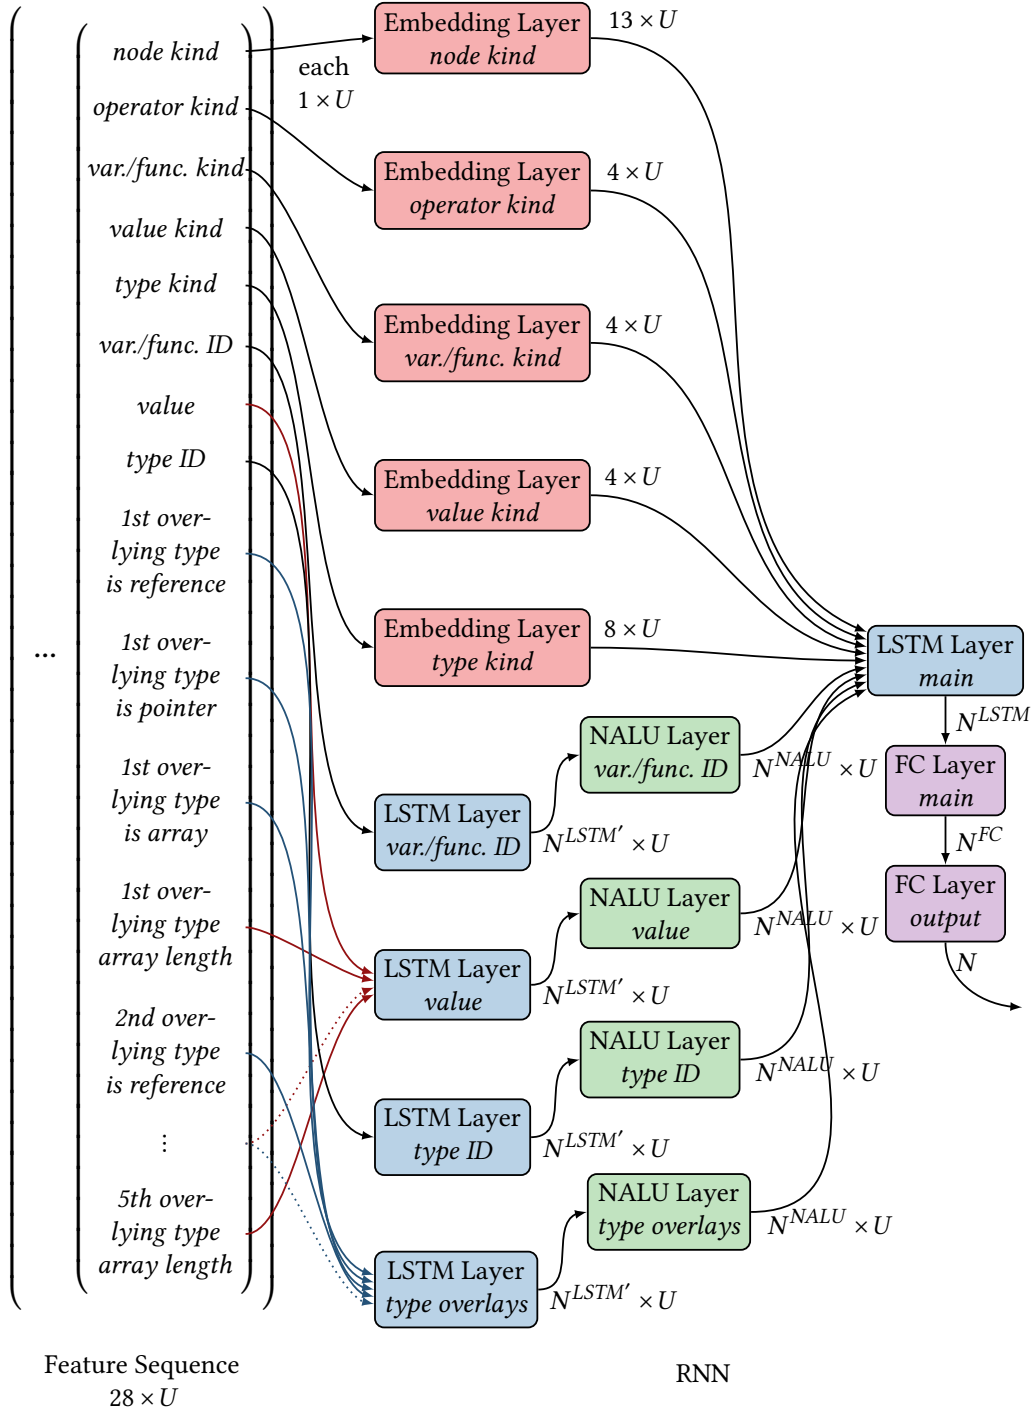 node kind
operator kind
var./func. kind
value kind
type kind
var./func. ID
value
type ID
1st over-
lying type
is reference
1st over-
lying type
is pointer
1st over-
lying type
is array
1st over-
lying type
array length
2nd over-
lying type
is reference
⋮
5th over-
lying type
array length
...
Feature Sequence
28 × U
each
1 × U
Embedding Layer
node kind
13 × U
Embedding Layer
operator kind
4 × U
Embedding Layer
var./func. kind
4 × U
Embedding Layer
value kind
4 × U
Embedding Layer
type kind
8 × U
LSTM Layer
var./func. ID
N^LSTM′ × U
NALU Layer
var./func. ID
N^NALU × U
LSTM Layer
value
N^LSTM′ × U
NALU Layer
value
N^NALU × U
LSTM Layer
type ID
N^LSTM′ × U
NALU Layer
type ID
N^NALU × U
LSTM Layer
type overlays
N^LSTM′ × U
NALU Layer
type overlays
N^NALU × U
LSTM Layer
main
N^LSTM
FC Layer
main
N^FC
FC Layer
output
N
RNN